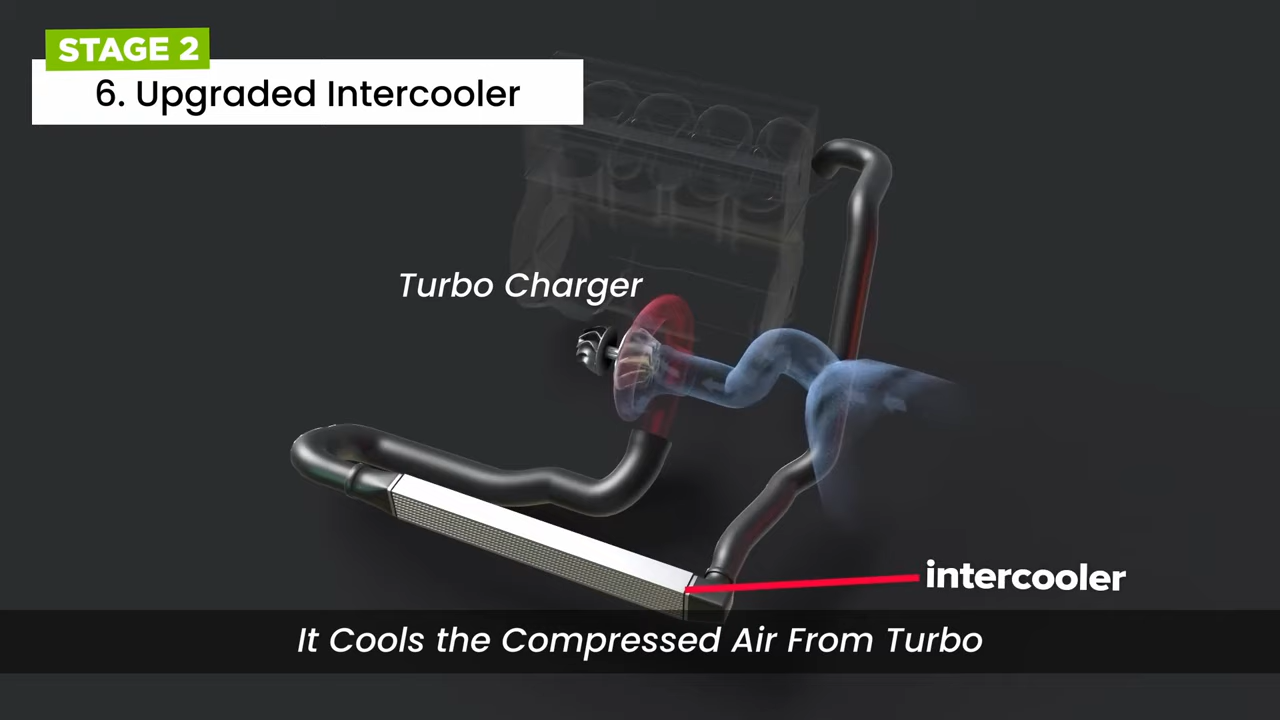 STAGE 2
6. Upgraded Intercooler
Turbo Charger
intercooler
It Cools the Compressed Air From Turbo